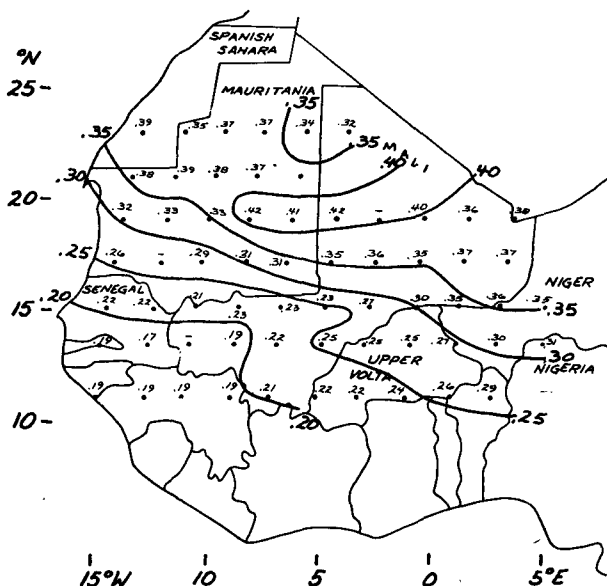 SPANISH
SAHARA
°N
25-
MAURITANIA
.35
.39 .35 .37 .37 .34 .32
.35
.35 M
A
.40 L I .40
.38 .39 .38 .37
20-
.30
.32 .33 .33 .42 .41 .42 - .40 .36 .38
.25
.26 - .29 .31 .31 .35 .36 .35 .37 .37
NIGER
SENEGAL
15-
.20
.22 .22 .21 .23 .23 .27 .30 .35 .36 .35
.35
.23
.19 .17 - .19 .22 .25 .25 .25 .27 .30 .31
.30
UPPER
VOLTA
NIGERIA
.19 .19 .19 .19 .21 .22 .22 .24 .26 .29
.25
10-
.20
15°W 10 5 0 5°E